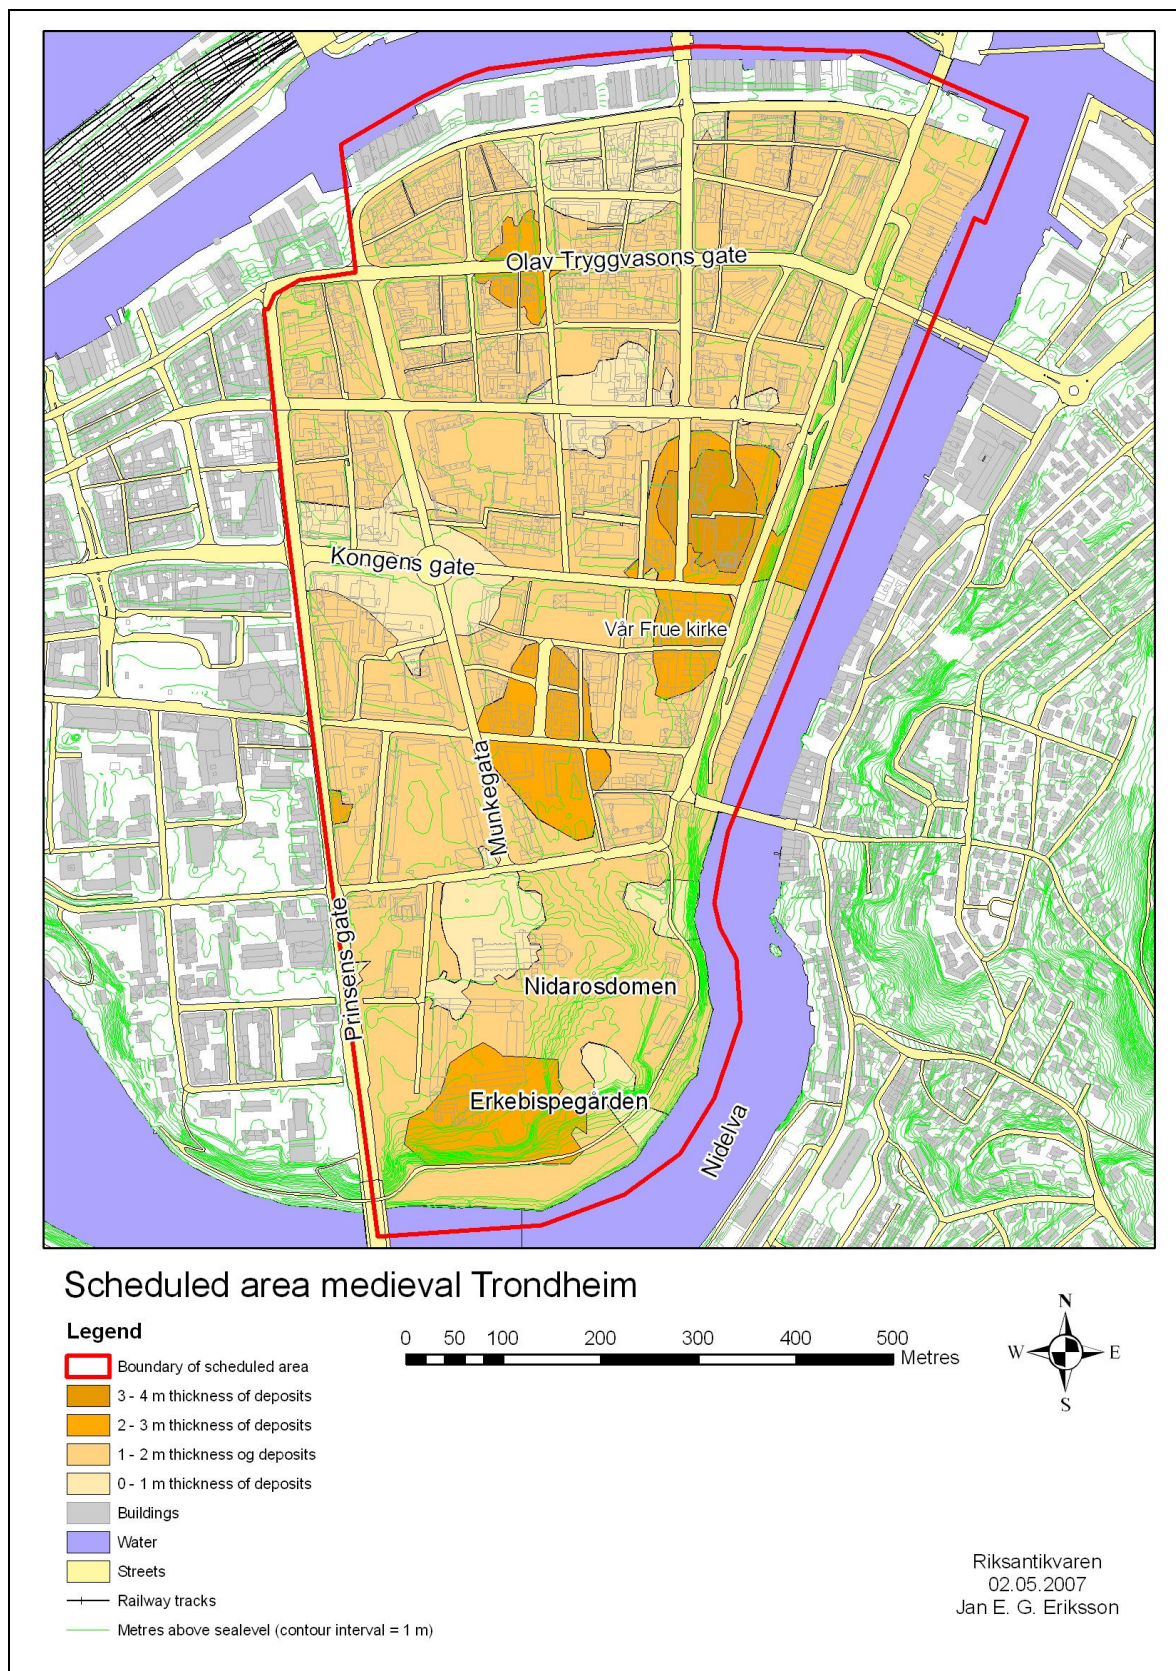 Olav Tryggvasons gate
Kongens gate
Vår Frue kirke
Munkegata
Prinsens gate
Nidarosdomen
Erkebispegården
Nidelva
Scheduled area medieval Trondheim
Legend
Boundary of scheduled area
3 - 4 m thickness of deposits
2 - 3 m thickness of deposits
1 - 2 m thickness og deposits
0 - 1 m thickness of deposits
Buildings
Water
Streets
Railway tracks
Metres above sealevel (contour interval = 1 m)
0 50 100 200 300 400 500
Metres
N
W E
S
Riksantikvaren
02.05.2007
Jan E. G. Eriksson